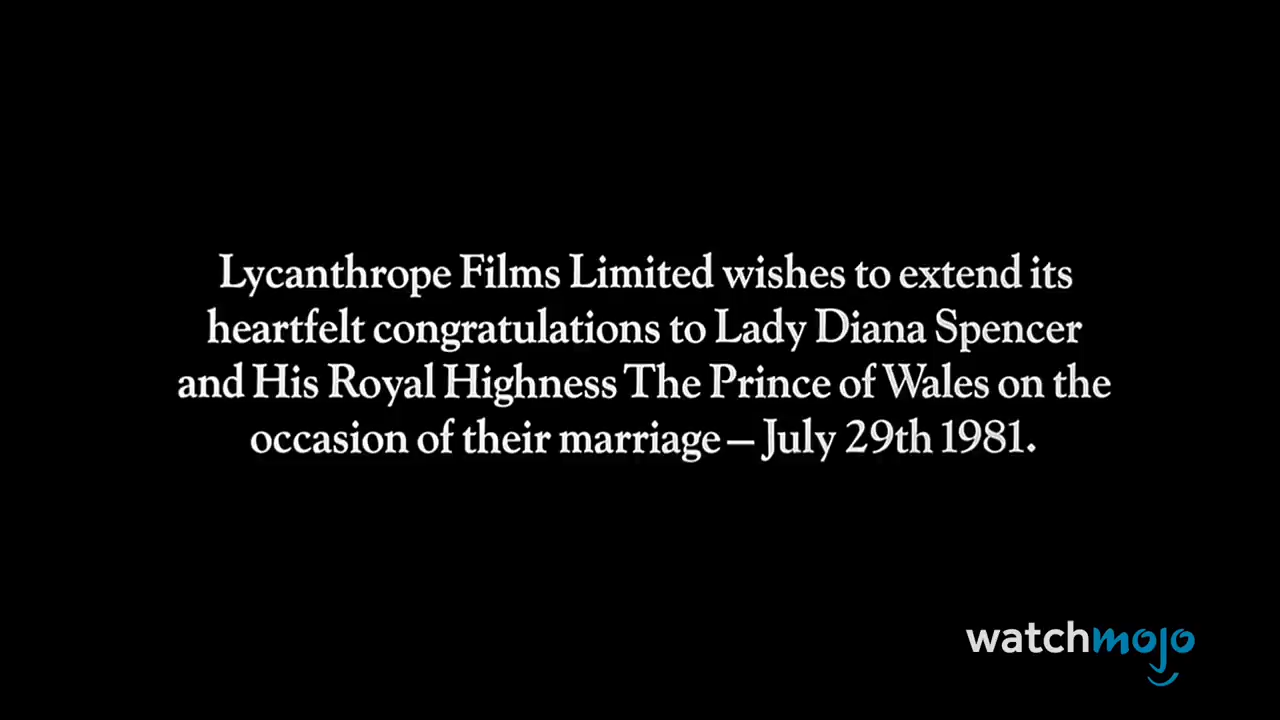 Lycanthrope Films Limited wishes to extend its
heartfelt congratulations to Lady Diana Spencer
and His Royal Highness The Prince of Wales on the
occasion of their marriage – July 29th 1981.
watchmojo